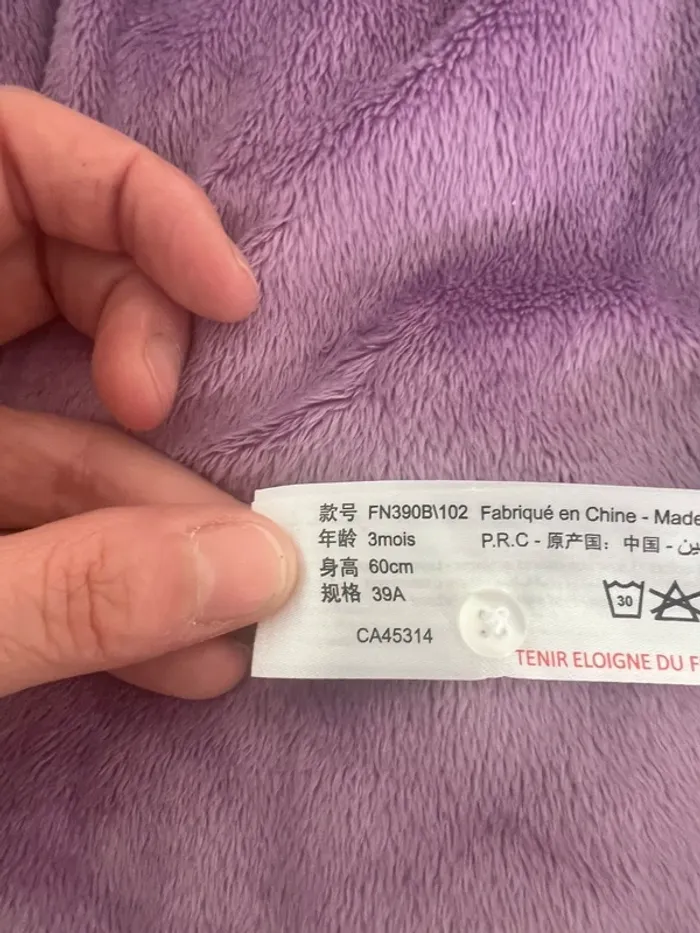 款号 FN390B\102 Fabriqué en Chine - Made
年龄 3mois P.R.C - 原产国：中国 -
身高 60cm
规格 39A
30
CA45314
TENIR ELOIGNE DU F